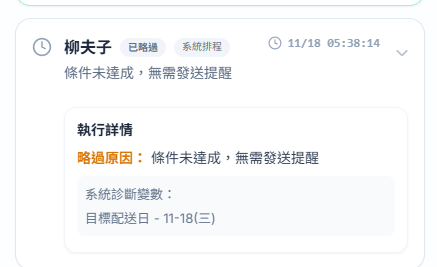 柳夫子 已略過 系統排程 11/18 05:38:14
條件未達成，無需發送提醒
執行詳情
略過原因： 條件未達成，無需發送提醒
系統診斷變數：
目標配送日 - 11-18(三)